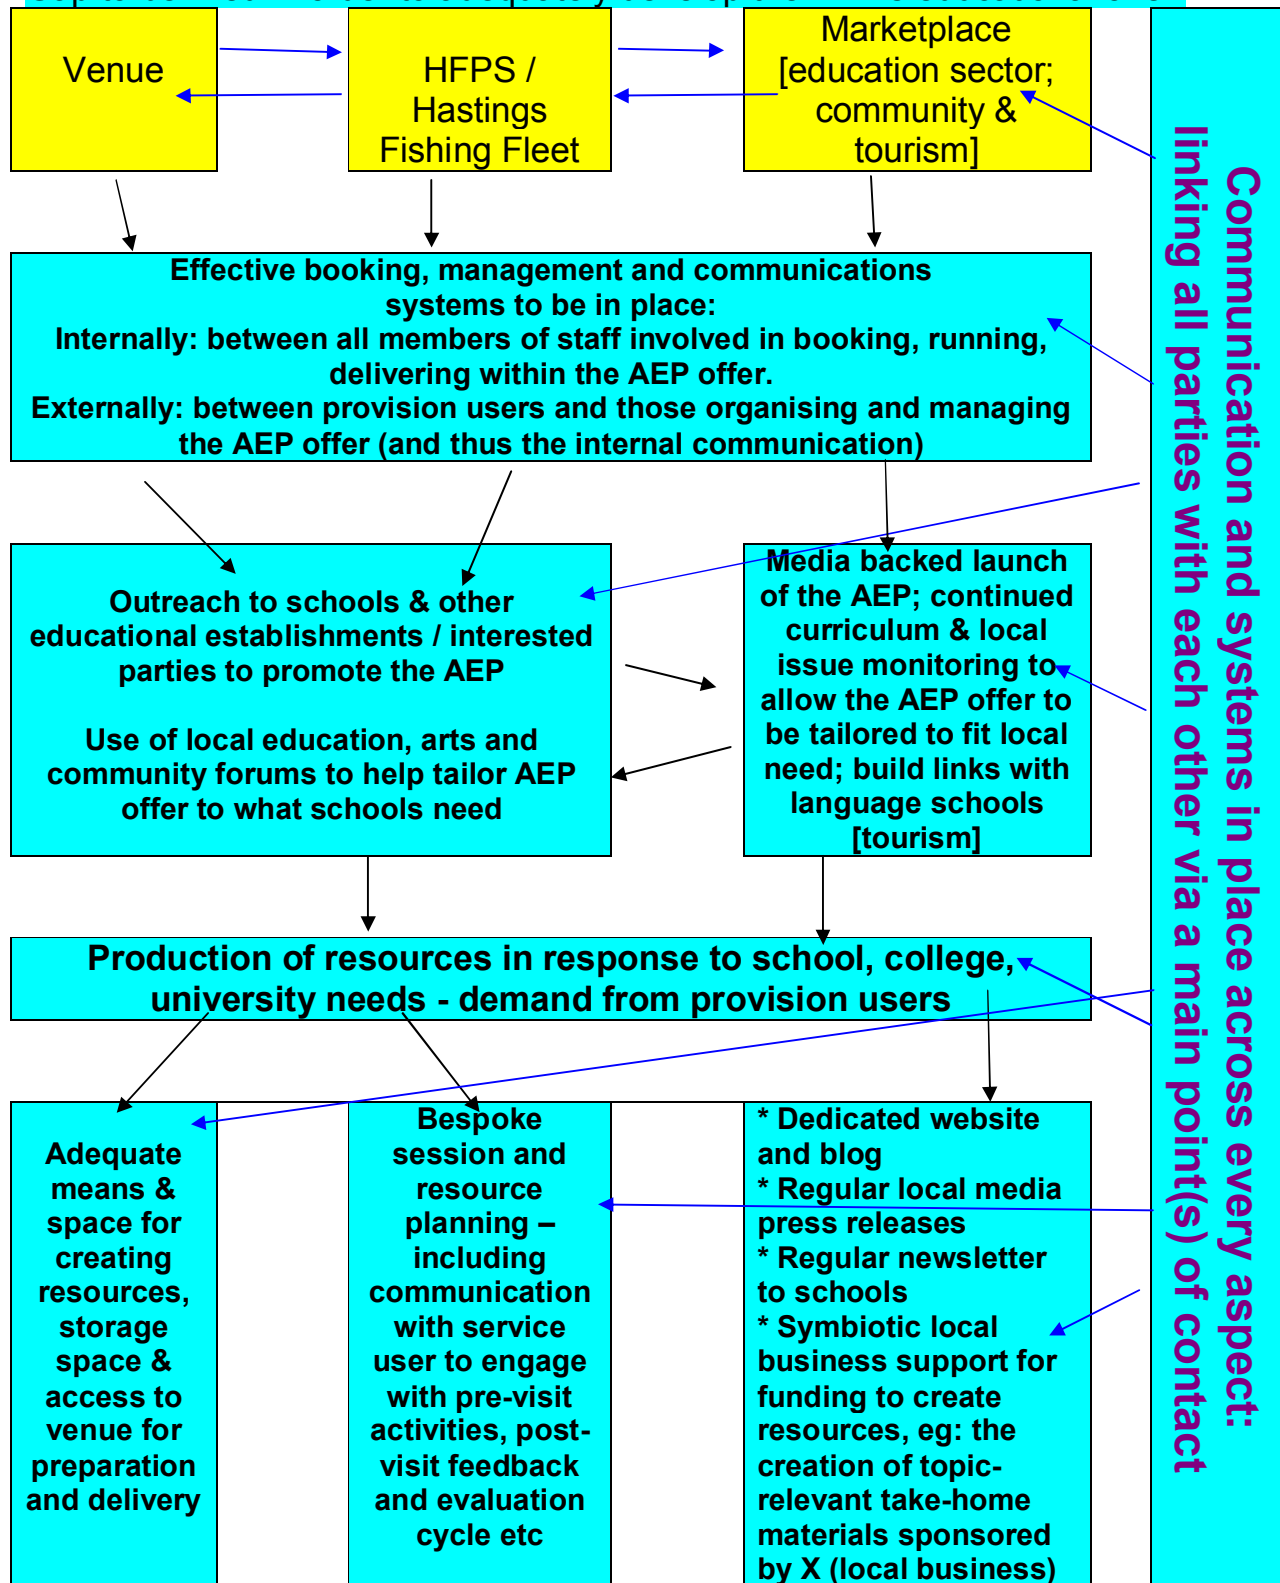 Venue
HFPS /
Hastings
Fishing Fleet
Marketplace
[education sector;
community &
tourism]
Effective booking, management and communications
systems to be in place:
Internally: between all members of staff involved in booking, running,
delivering within the AEP offer.
Externally: between provision users and those organising and managing
the AEP offer (and thus the internal communication)
Outreach to schools & other
educational establishments / interested
parties to promote the AEP
Use of local education, arts and
community forums to help tailor AEP
offer to what schools need
Media backed launch
of the AEP; continued
curriculum & local
issue monitoring to
allow the AEP offer to
be tailored to fit local
need; build links with
language schools
[tourism]
Production of resources in response to school, college,
university needs - demand from provision users
Adequate
means &
space for
creating
resources,
storage
space &
access to
venue for
preparation
and delivery
Bespoke
session and
resource
planning –
including
communication
with service
user to engage
with pre-visit
activities, post-
visit feedback
and evaluation
cycle etc
* Dedicated website
and blog
* Regular local media
press releases
* Regular newsletter
to schools
* Symbiotic local
business support for
funding to create
resources, eg: the
creation of topic-
relevant take-home
materials sponsored
by X (local business)
Communication and systems in place across every aspect:
linking all parties with each other via a main point(s) of contact